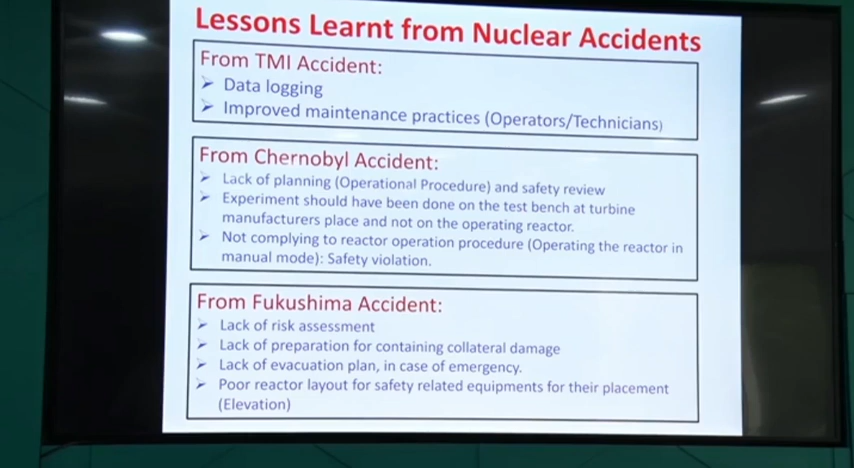 Lessons Learnt from Nuclear Accidents
From TMI Accident:
➢ Data logging
➢ Improved maintenance practices (Operators/Technicians)
From Chernobyl Accident:
➢ Lack of planning (Operational Procedure) and safety review
➢ Experiment should have been done on the test bench at turbine
manufacturers place and not on the operating reactor.
➢ Not complying to reactor operation procedure (Operating the reactor in
manual mode): Safety violation.
From Fukushima Accident:
➢ Lack of risk assessment
➢ Lack of preparation for containing collateral damage
➢ Lack of evacuation plan, in case of emergency.
➢ Poor reactor layout for safety related equipments for their placement
(Elevation)